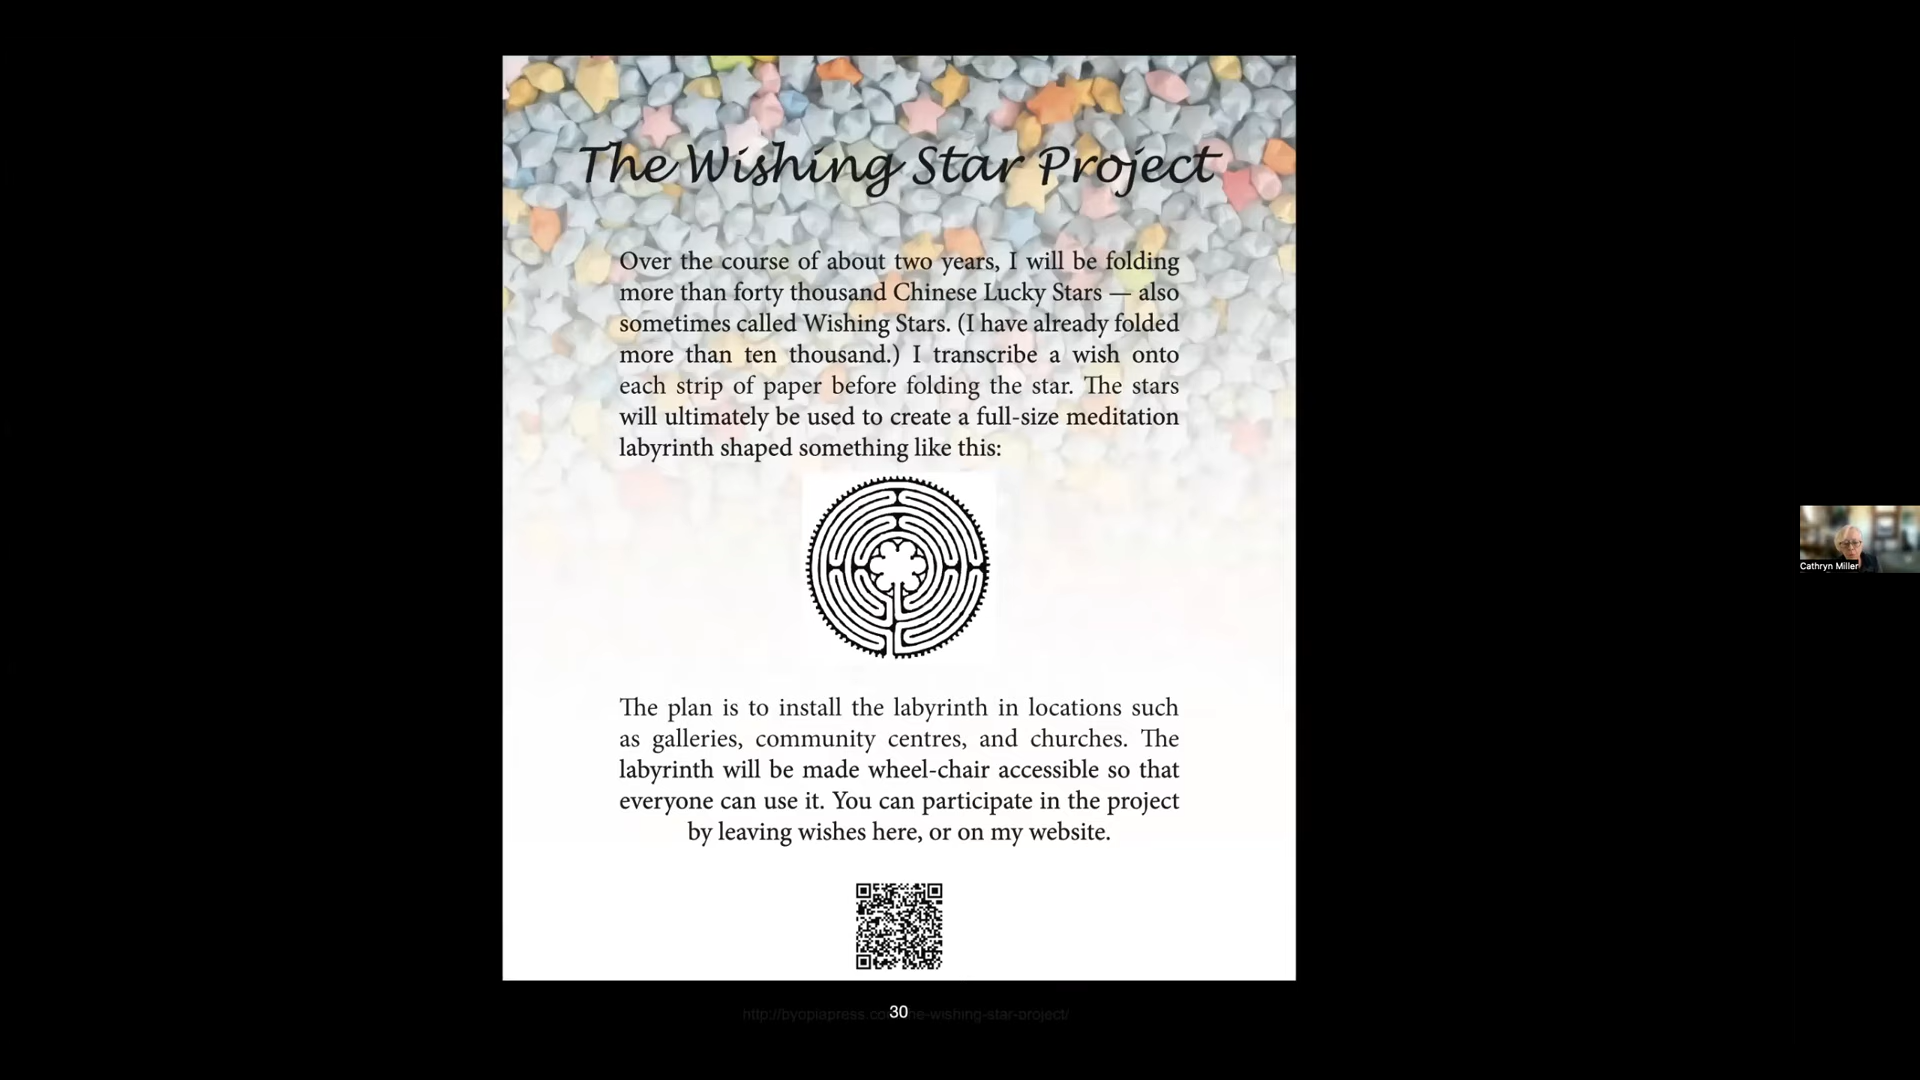 The Wishing Star Project
Over the course of about two years, I will be folding
more than forty thousand Chinese Lucky Stars — also
sometimes called Wishing Stars. (I have already folded
more than ten thousand.) I transcribe a wish onto
each strip of paper before folding the star. The stars
will ultimately be used to create a full-size meditation
labyrinth shaped something like this:
The plan is to install the labyrinth in locations such
as galleries, community centres, and churches. The
labyrinth will be made wheel-chair accessible so that
everyone can use it. You can participate in the project
by leaving wishes here, or on my website.
30
Cathryn Miller